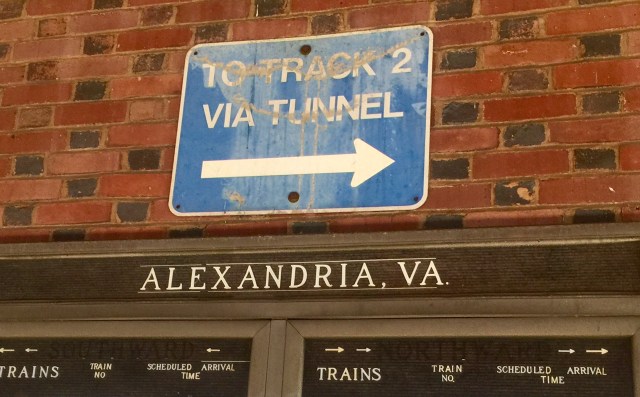 TO TRACK 2
VIA TUNNEL
ALEXANDRIA, VA.
SOUTHWARD
TRAINS TRAIN NO SCHEDULED ARRIVAL TIME
NORTHWARD
TRAINS TRAIN NO. SCHEDULED ARRIVAL TIME